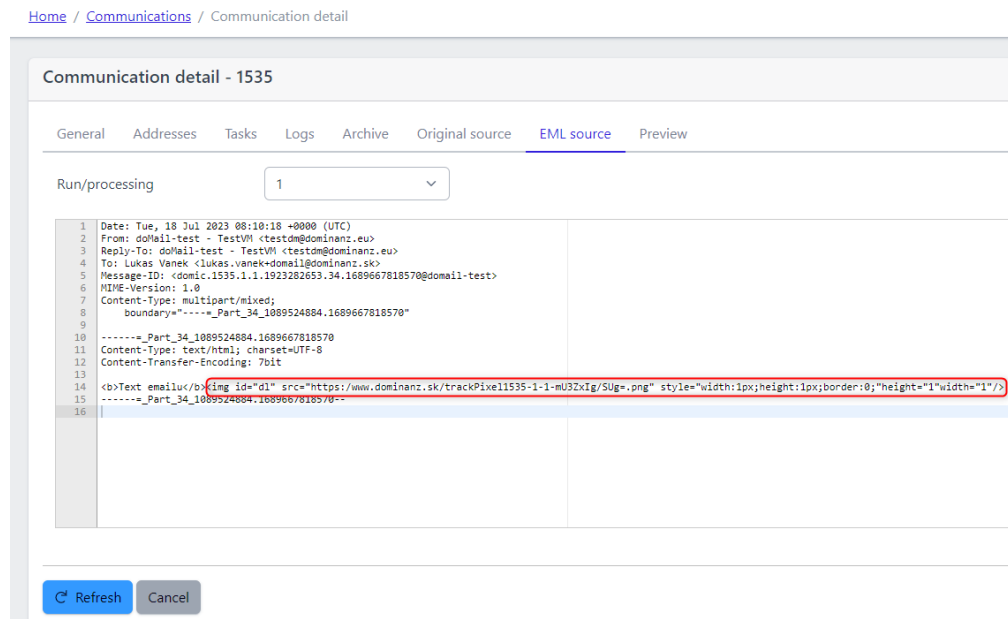 Home / Communications / Communication detail
Communication detail - 1535
General Addresses Tasks Logs Archive Original source EML source Preview
Run/processing 1
1 Date: Tue, 18 Jul 2023 08:10:18 +0000 (UTC)
2 From: doMail-test - TestVM <testdm@dominanz.eu>
3 Reply-To: doMail-test - TestVM <testdm@dominanz.eu>
4 To: Lukas Vanek <lukas.vanek+domail@dominanz.sk>
5 Message-ID: <domic.1535.1.1.1923282653.34.1689667818570@domail-test>
6 MIME-Version: 1.0
7 Content-Type: multipart/mixed;
8 boundary="----=_Part_34_1089524884.1689667818570"
9
10 ------=_Part_34_1089524884.1689667818570
11 Content-Type: text/html; charset=UTF-8
12 Content-Transfer-Encoding: 7bit
13
14 <b>Text emailu</b><img id="dl" src="https:/www.dominanz.sk/trackPixel1535-1-1-mU3ZxIg/SUg=.png" style="width:1px;height:1px;border:0;"height="1"width="1"/>
15 ------=_Part_34_1089524884.1689667818570--
16
Refresh Cancel